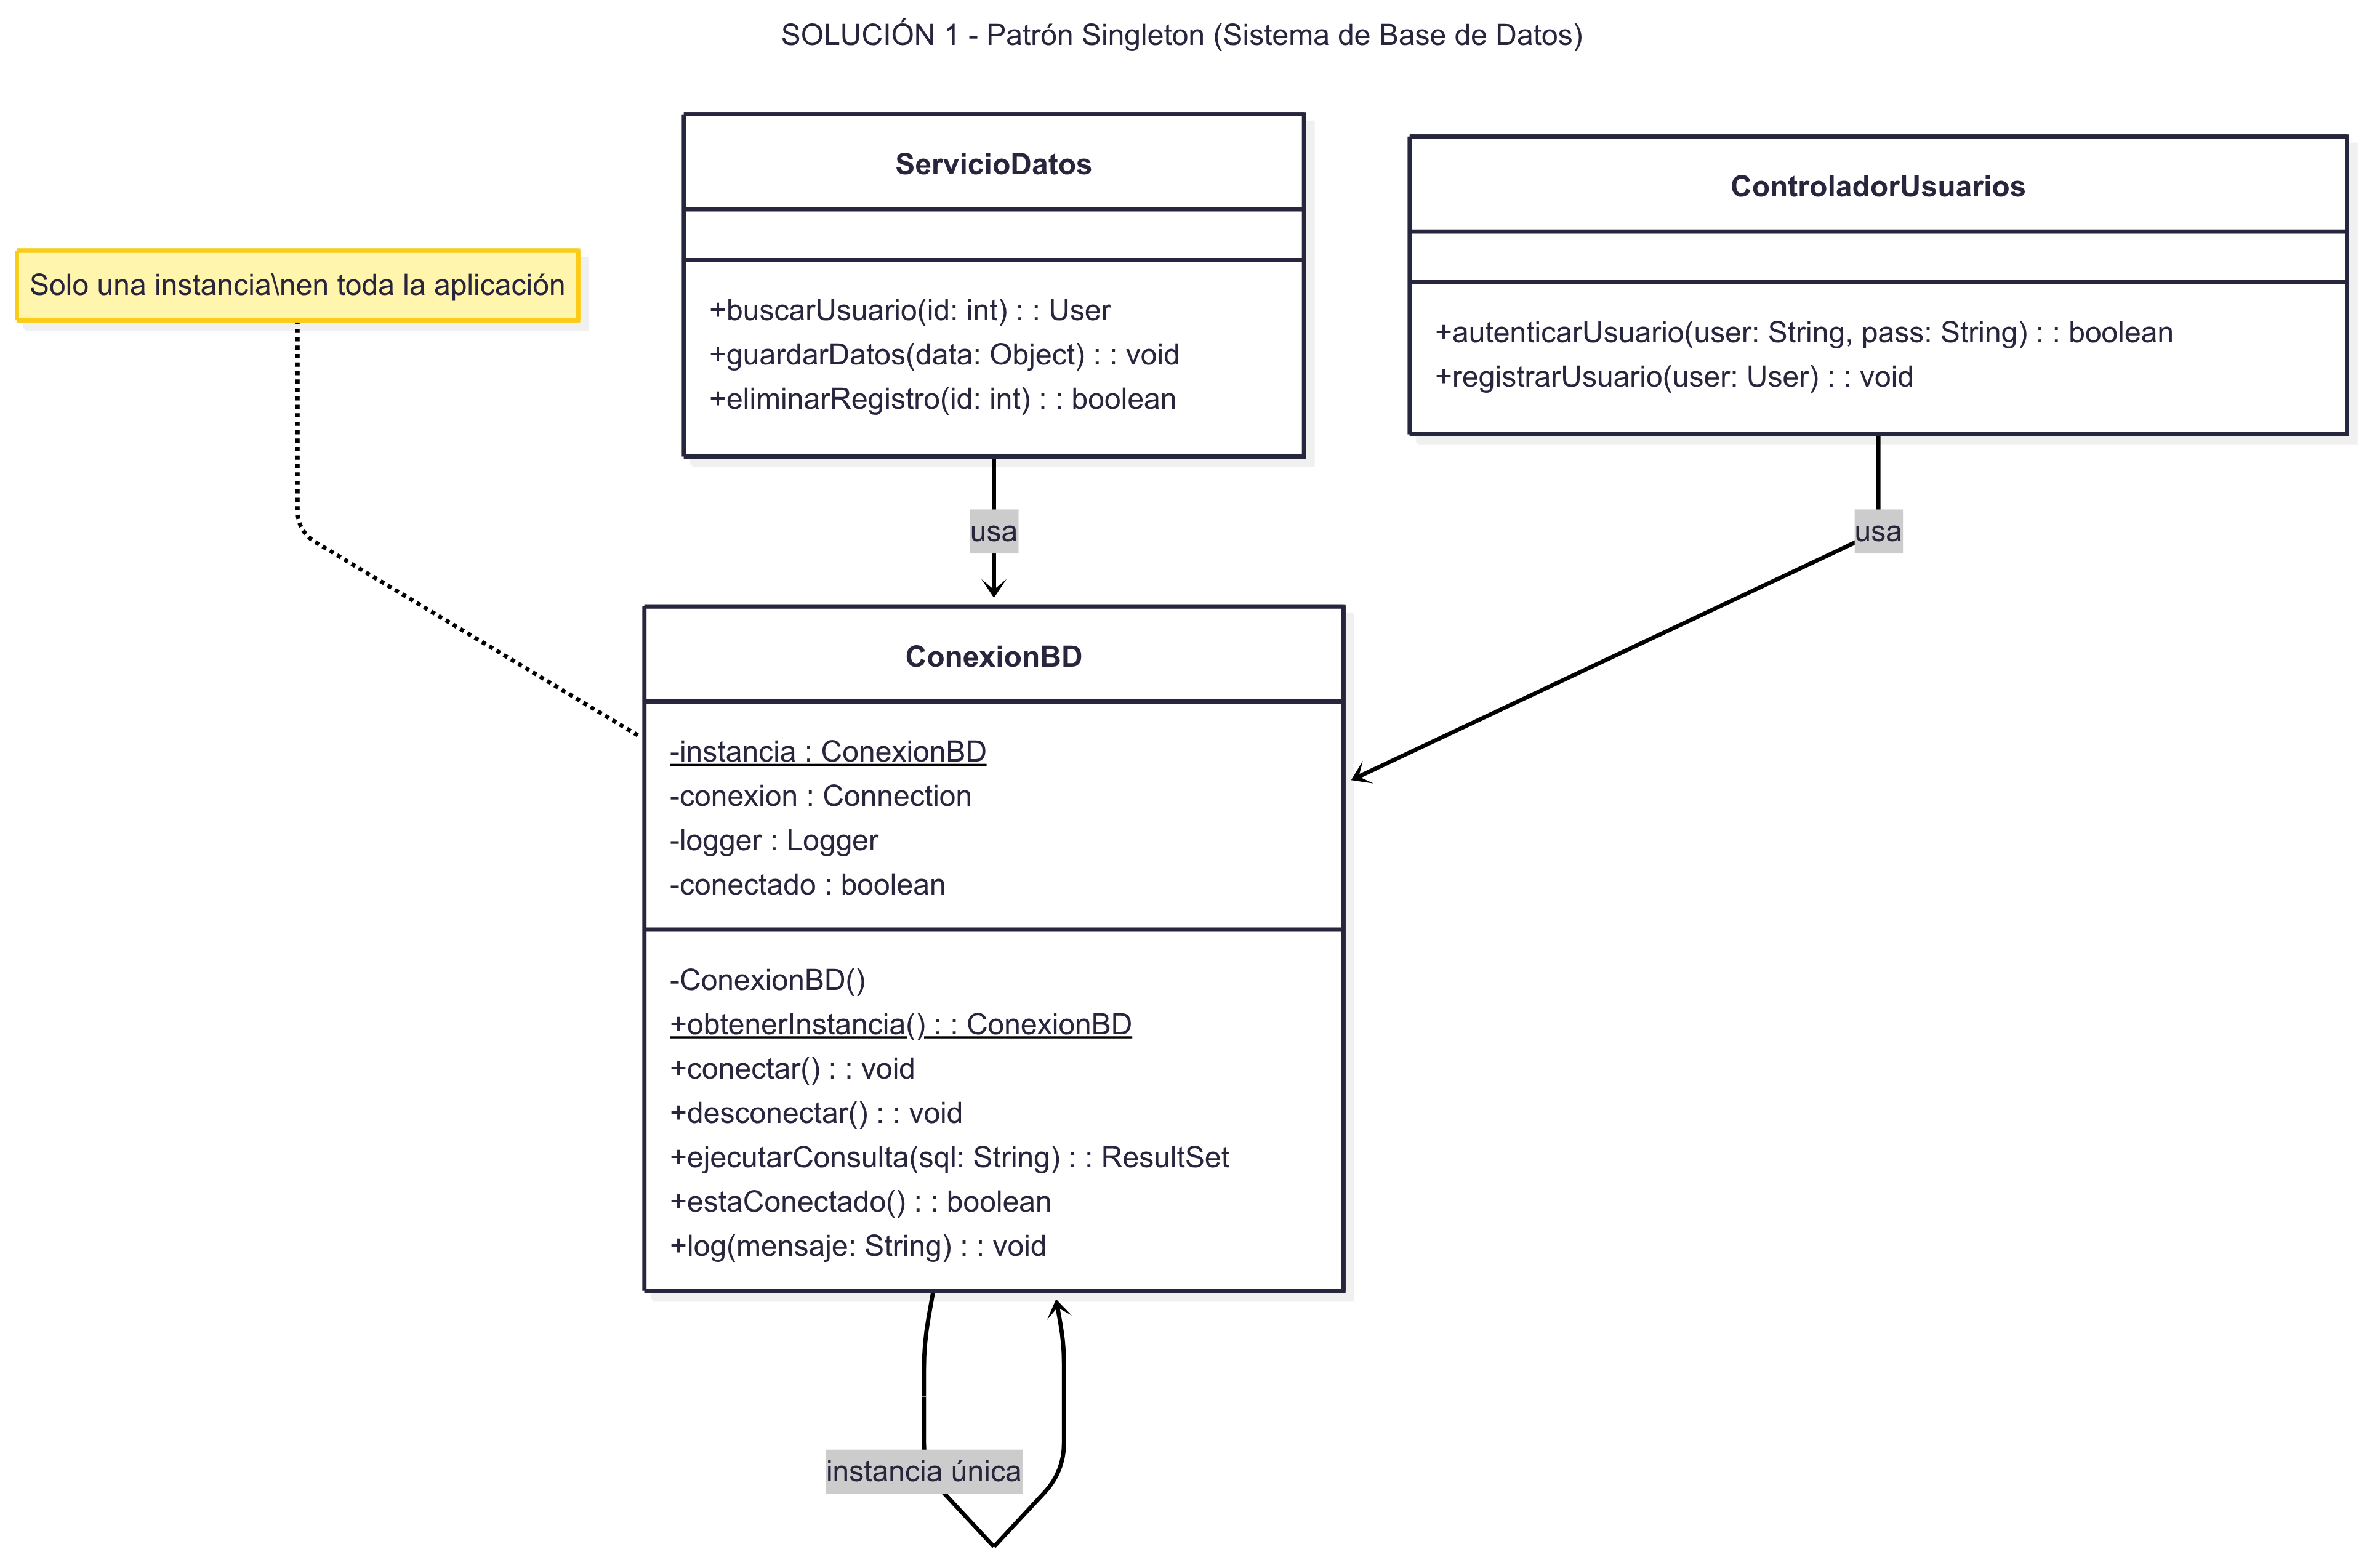 SOLUCIÓN 1 - Patrón Singleton (Sistema de Base de Datos)
Solo una instancia\nen toda la aplicación
ServicioDatos
+buscarUsuario(id: int) : : User
+guardarDatos(data: Object) : : void
+eliminarRegistro(id: int) : : boolean
ControladorUsuarios
+autenticarUsuario(user: String, pass: String) : : boolean
+registrarUsuario(user: User) : : void
usa
usa
ConexionBD
-instancia : ConexionBD
-conexion : Connection
-logger : Logger
-conectado : boolean
-ConexionBD()
+obtenerInstancia() : : ConexionBD
+conectar() : : void
+desconectar() : : void
+ejecutarConsulta(sql: String) : : ResultSet
+estaConectado() : : boolean
+log(mensaje: String) : : void
instancia única